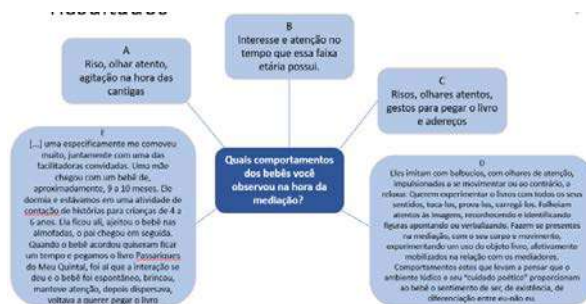 Resultados
A
Riso, olhar atento,
agitação na hora das
cantigas
B
Interesse e atenção no
tempo que essa faixa
etária possui.
C
Risos, olhares atentos,
gestos para pegar o livro
e adereços
Quais comportamentos
dos bebês você
observou na hora da
mediação?
E
[...] uma especificamente me comoveu
muito, juntamente com uma das
facilitadoras convidadas. Uma mãe
chegou com um bebê de,
aproximadamente, 9 a 10 meses. Ele
dormia e estávamos em uma atividade de
contação de histórias para crianças de 4 a
6 anos. Ela ficou ali, ajeitou o bebê nas
almofadas, o pai chegou em seguida.
Quando o bebê acordou quiseram ficar
um tempo e pegamos o livro Passariques
do Meu Quintal, foi aí que a interação se
deu e o bebê foi espontâneo, brincou,
manteve atenção, depois dispersava,
voltava a querer pegar o livro
D
Eles imitam com balbucios, com olhares de atenção,
impulsionadas a se movimentar ou ao contrário, a
relaxar. Querem experimentar o livros com todos os seus
sentidos, tocá-los, prová-los, carregá-los. Folheiam
atentos às imagens, reconhecendo e identificando
figuras apontando ou verbalizando. Fazem-se presentes
na mediação, com o seu corpo e movimento,
experimentando um uso do objeto livro, afetivamente
mobilizados na relação com os mediadores.
Comportamentos estes que levam a pensar que o
ambiente lúdico e seu "cuidado poético" proporcionam
ao bebê o sentimento de ser, de existência, de
diferenciação entre eu-não eu.